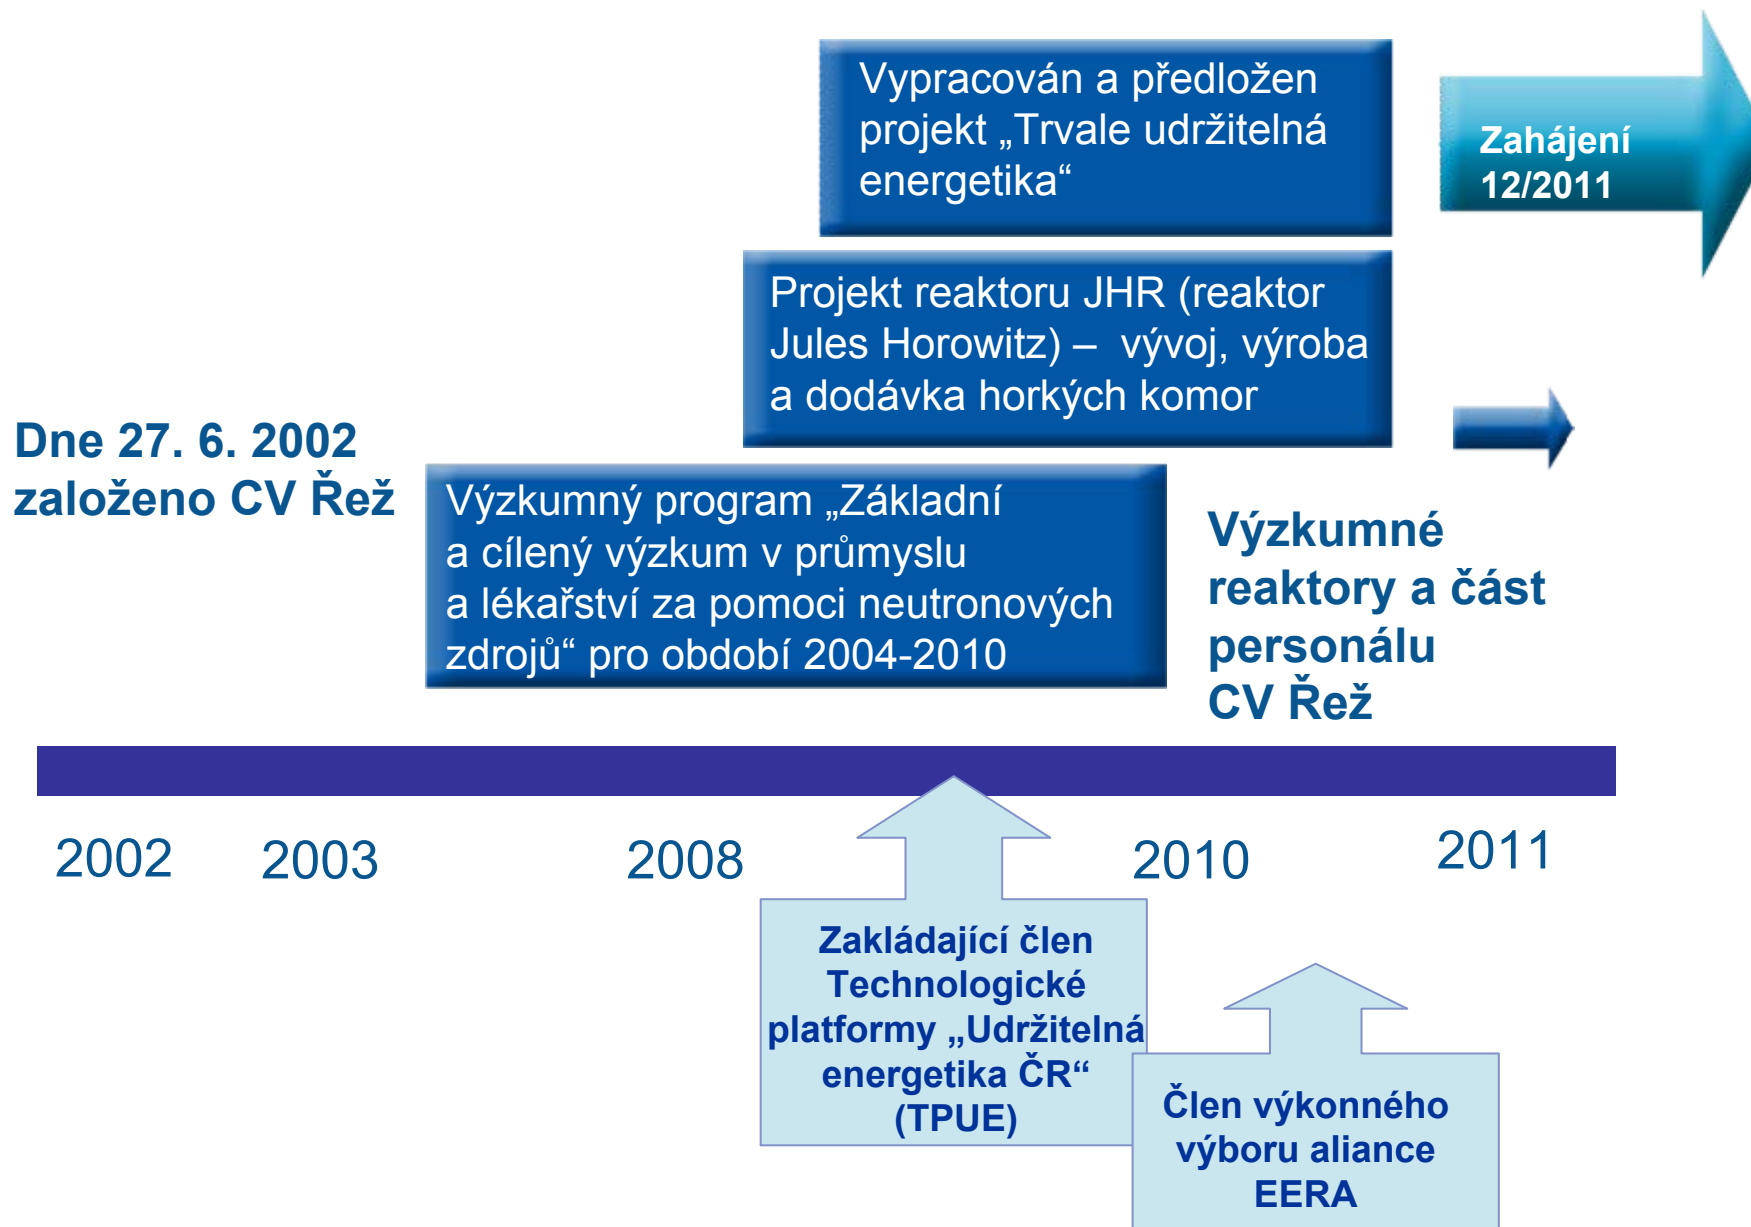 Vypracován a předložen
projekt „Trvale udržitelná
energetika“
Zahájení
12/2011
Projekt reaktoru JHR (reaktor
Jules Horowitz) –  vývoj, výroba
a dodávka horkých komor
Dne 27. 6. 2002
založeno CV Řež
Výzkumný program „Základní
a cílený výzkum v průmyslu
a lékařství za pomoci neutronových
zdrojů“ pro období 2004-2010
Výzkumné
reaktory a část
personálu
CV Řež
2002
2003
2008
2010
2011
Zakládající člen
Technologické
platformy „Udržitelná
energetika ČR“
(TPUE)
Člen výkonného
výboru aliance
EERA